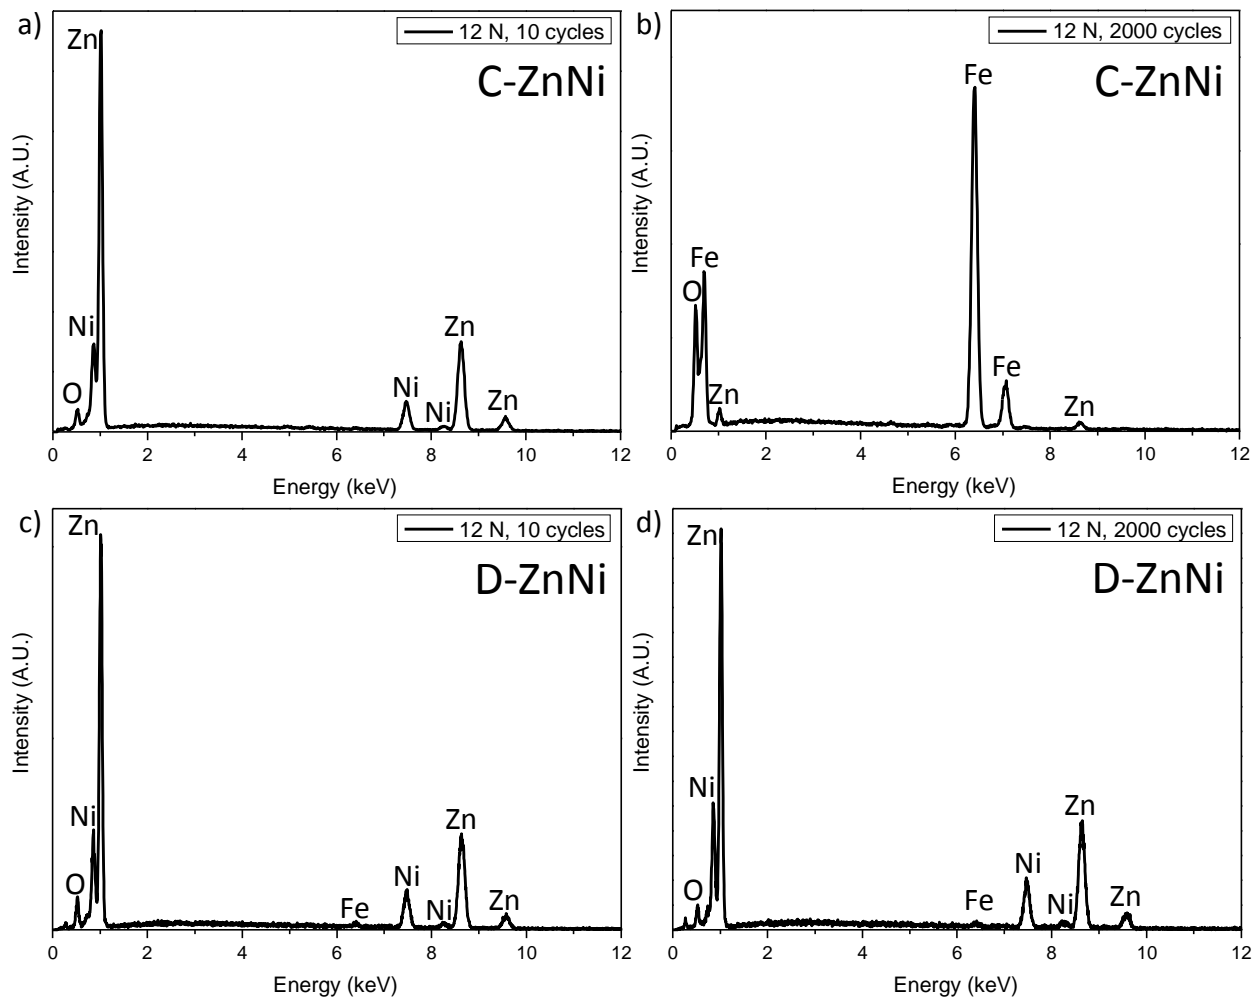 a)
12 N, 10 cycles
C-ZnNi
Zn
Ni
O
Ni
Ni
Zn
Zn
Intensity (A.U.)
0 2 4 6 8 10 12
Energy (keV)
b)
12 N, 2000 cycles
C-ZnNi
Fe
Fe
O
Zn
Fe
Zn
Intensity (A.U.)
0 2 4 6 8 10 12
Energy (keV)
c)
12 N, 10 cycles
D-ZnNi
Zn
Ni
O
Fe
Ni
Ni
Zn
Zn
Intensity (A.U.)
0 2 4 6 8 10 12
Energy (keV)
d)
12 N, 2000 cycles
D-ZnNi
Zn
Ni
O
Fe
Ni
Ni
Zn
Zn
Intensity (A.U.)
0 2 4 6 8 10 12
Energy (keV)